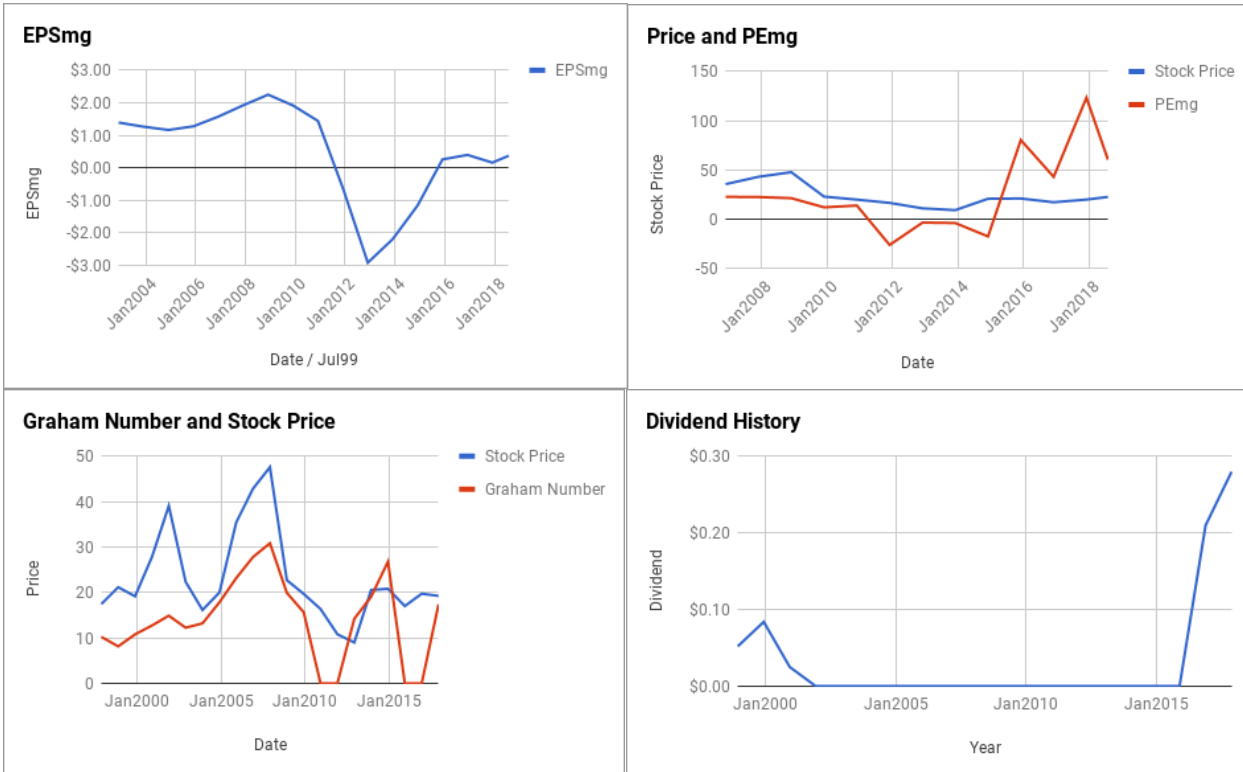 EPSmg
EPSmg
$3.00
$2.00
$1.00
$0.00
-$1.00
-$2.00
-$3.00
EPSmg
Jan2004
Jan2006
Jan2008
Jan2010
Jan2012
Jan2014
Jan2016
Jan2018
Date / Jul99
Price and PEmg
Stock Price
PEmg
150
100
50
0
-50
Stock Price
Jan2008
Jan2010
Jan2012
Jan2014
Jan2016
Jan2018
Date
Graham Number and Stock Price
Stock Price
Graham Number
50
40
30
20
10
0
Price
Jan2000
Jan2005
Jan2010
Jan2015
Date
Dividend History
$0.30
$0.20
$0.10
$0.00
Dividend
Jan2000
Jan2005
Jan2010
Jan2015
Year